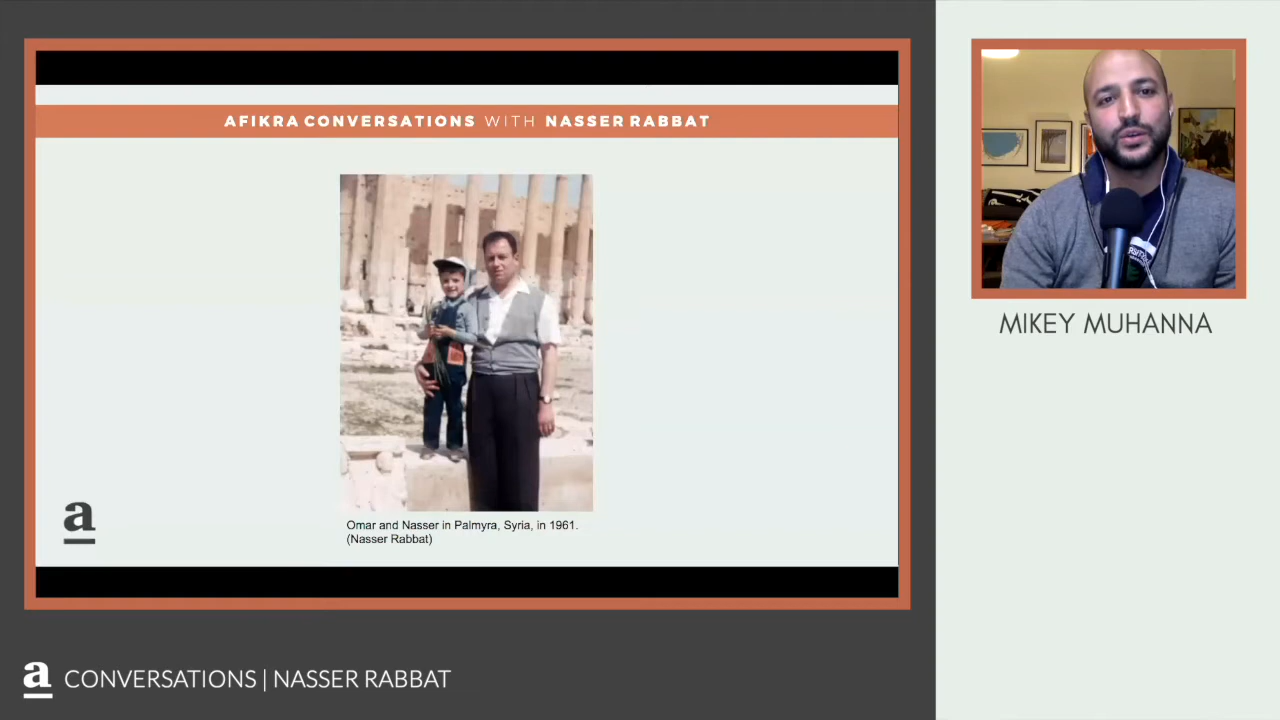 AFIKRA CONVERSATIONS WITH NASSER RABBAT
a
Omar and Nasser in Palmyra, Syria, in 1961.
(Nasser Rabbat)
MIKEY MUHANNA
a CONVERSATIONS | NASSER RABBAT